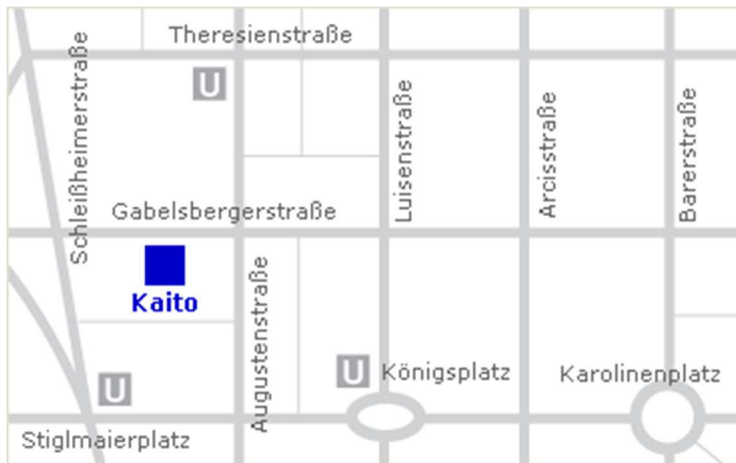 Theresienstraße
U
Schleißheimerstraße
Luisenstraße
Arcisstraße
Barerstraße
Gabelsbergerstraße
Kaito
Augustenstraße
U
Königsplatz
Karolinenplatz
U
Stiglmaierplatz